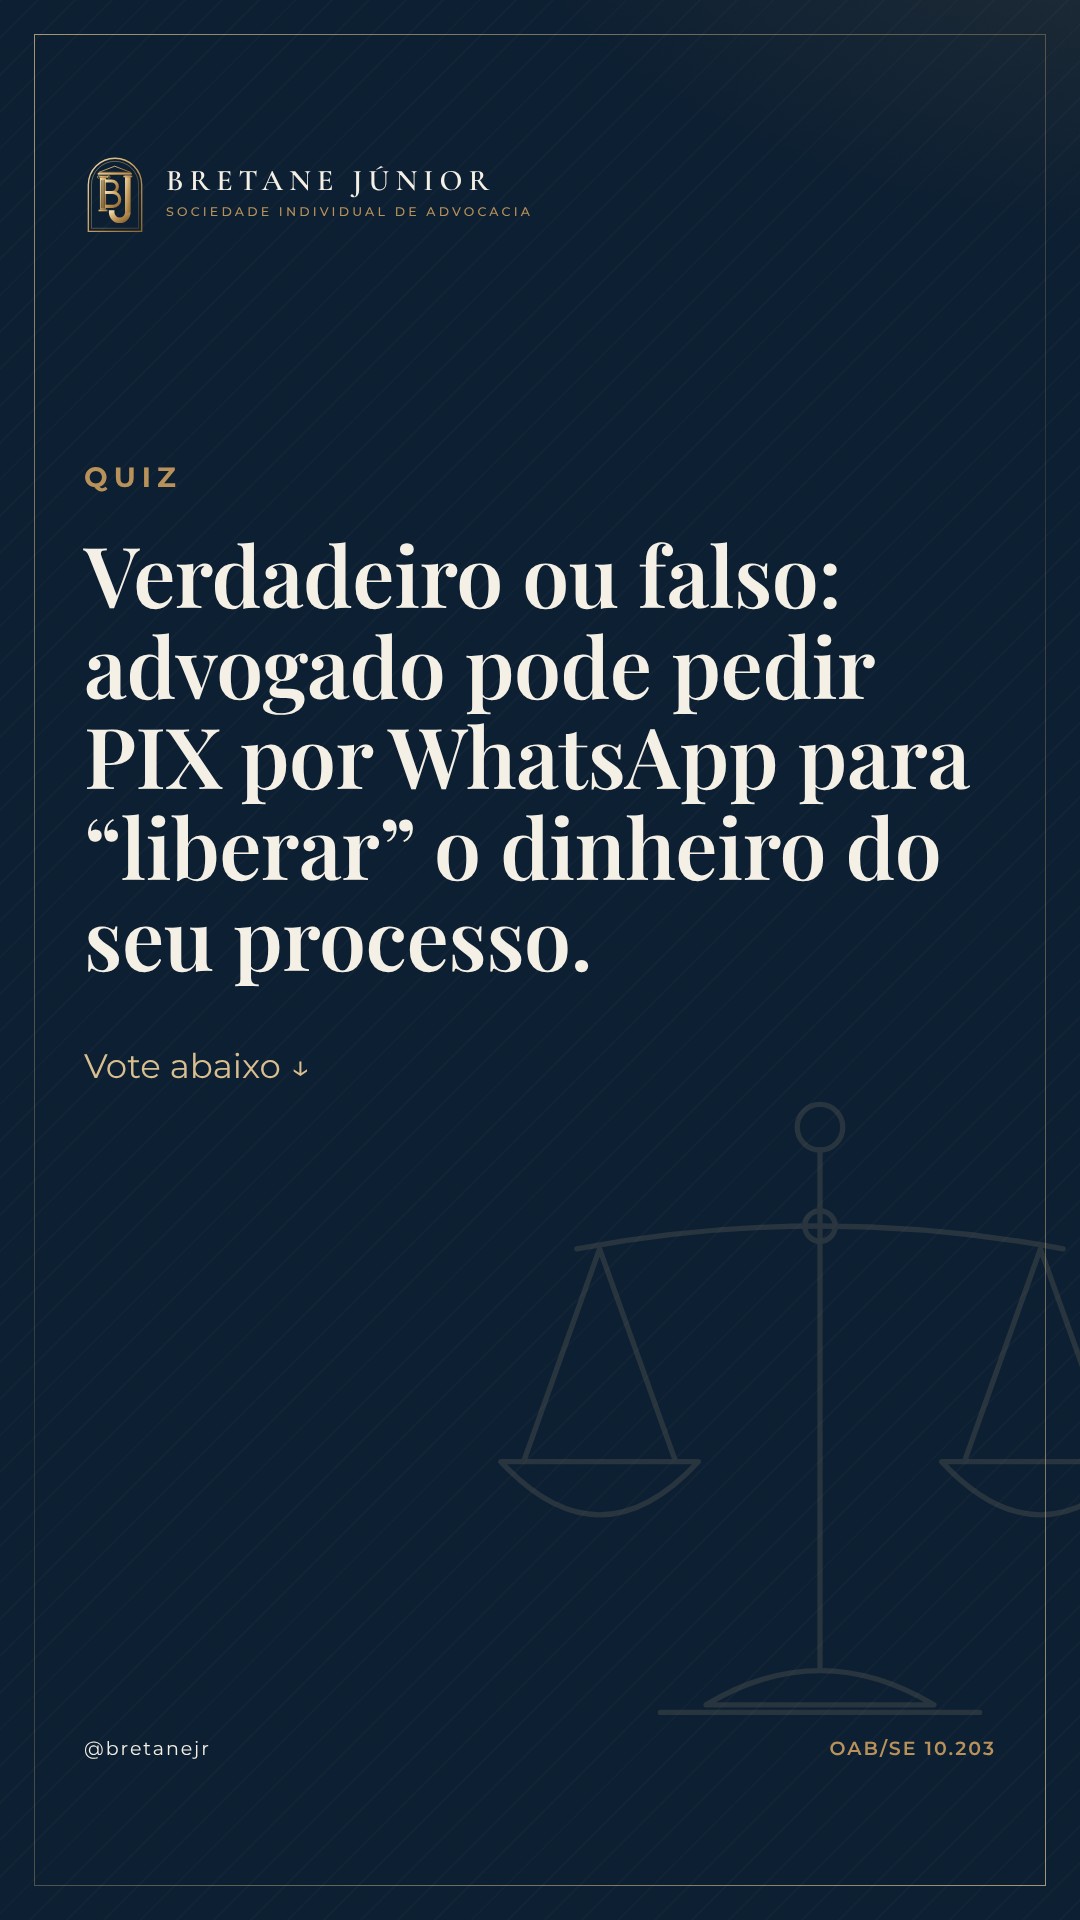 BJ
BRETANE JÚNIOR
SOCIEDADE INDIVIDUAL DE ADVOCACIA
QUIZ
Verdadeiro ou falso:
advogado pode pedir
PIX por WhatsApp para
“liberar” o dinheiro do
seu processo.
Vote abaixo ↓
@bretanejr
OAB/SE 10.203